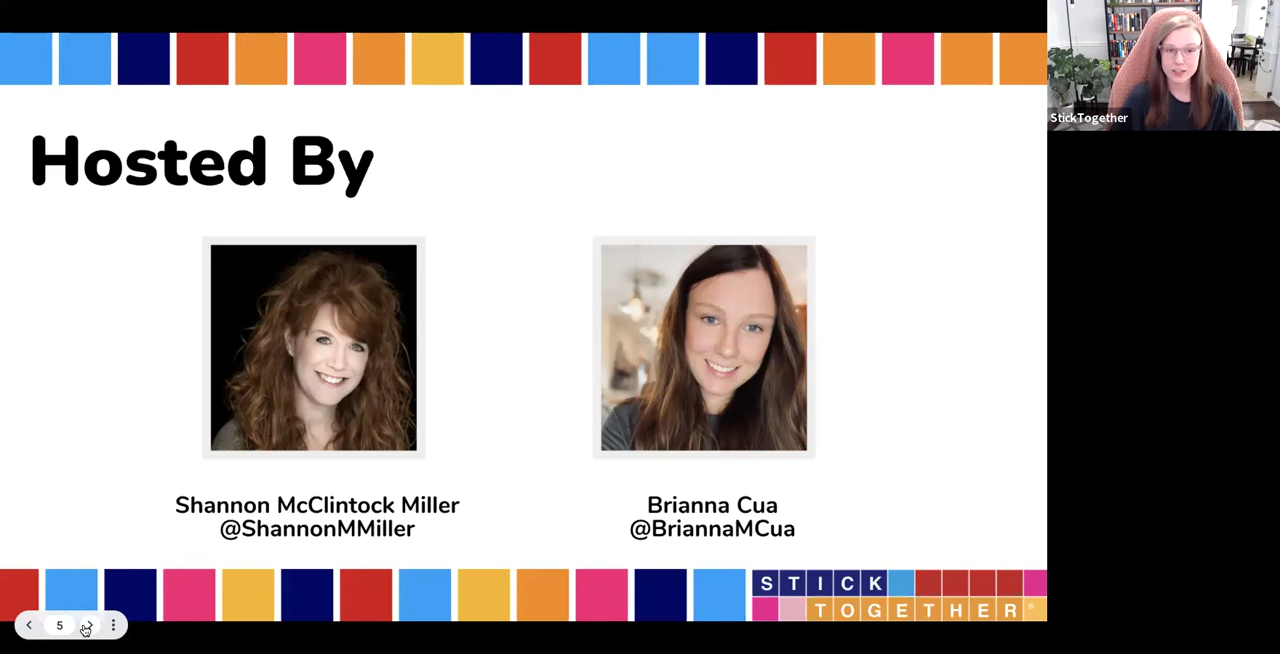 StickTogether
Hosted By
Shannon McClintock Miller
@ShannonMMiller
Brianna Cua
@BriannaMCua
STICK
TOGETHER®
5